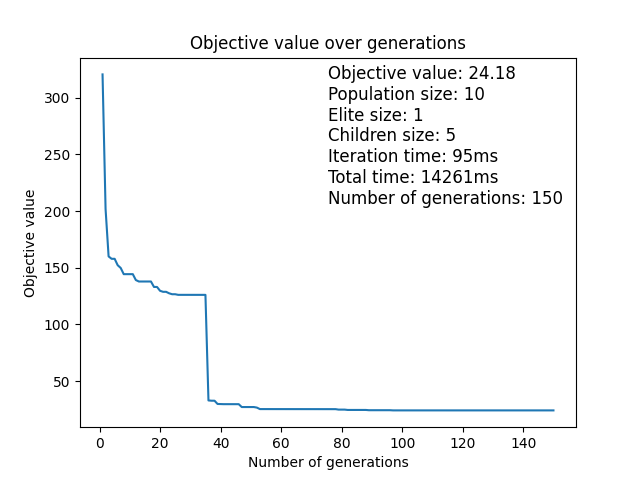 Objective value over generations
Objective value: 24.18
Population size: 10
Elite size: 1
Children size: 5
Iteration time: 95ms
Total time: 14261ms
Number of generations: 150
Objective value
300
250
200
150
100
50
0 20 40 60 80 100 120 140
Number of generations